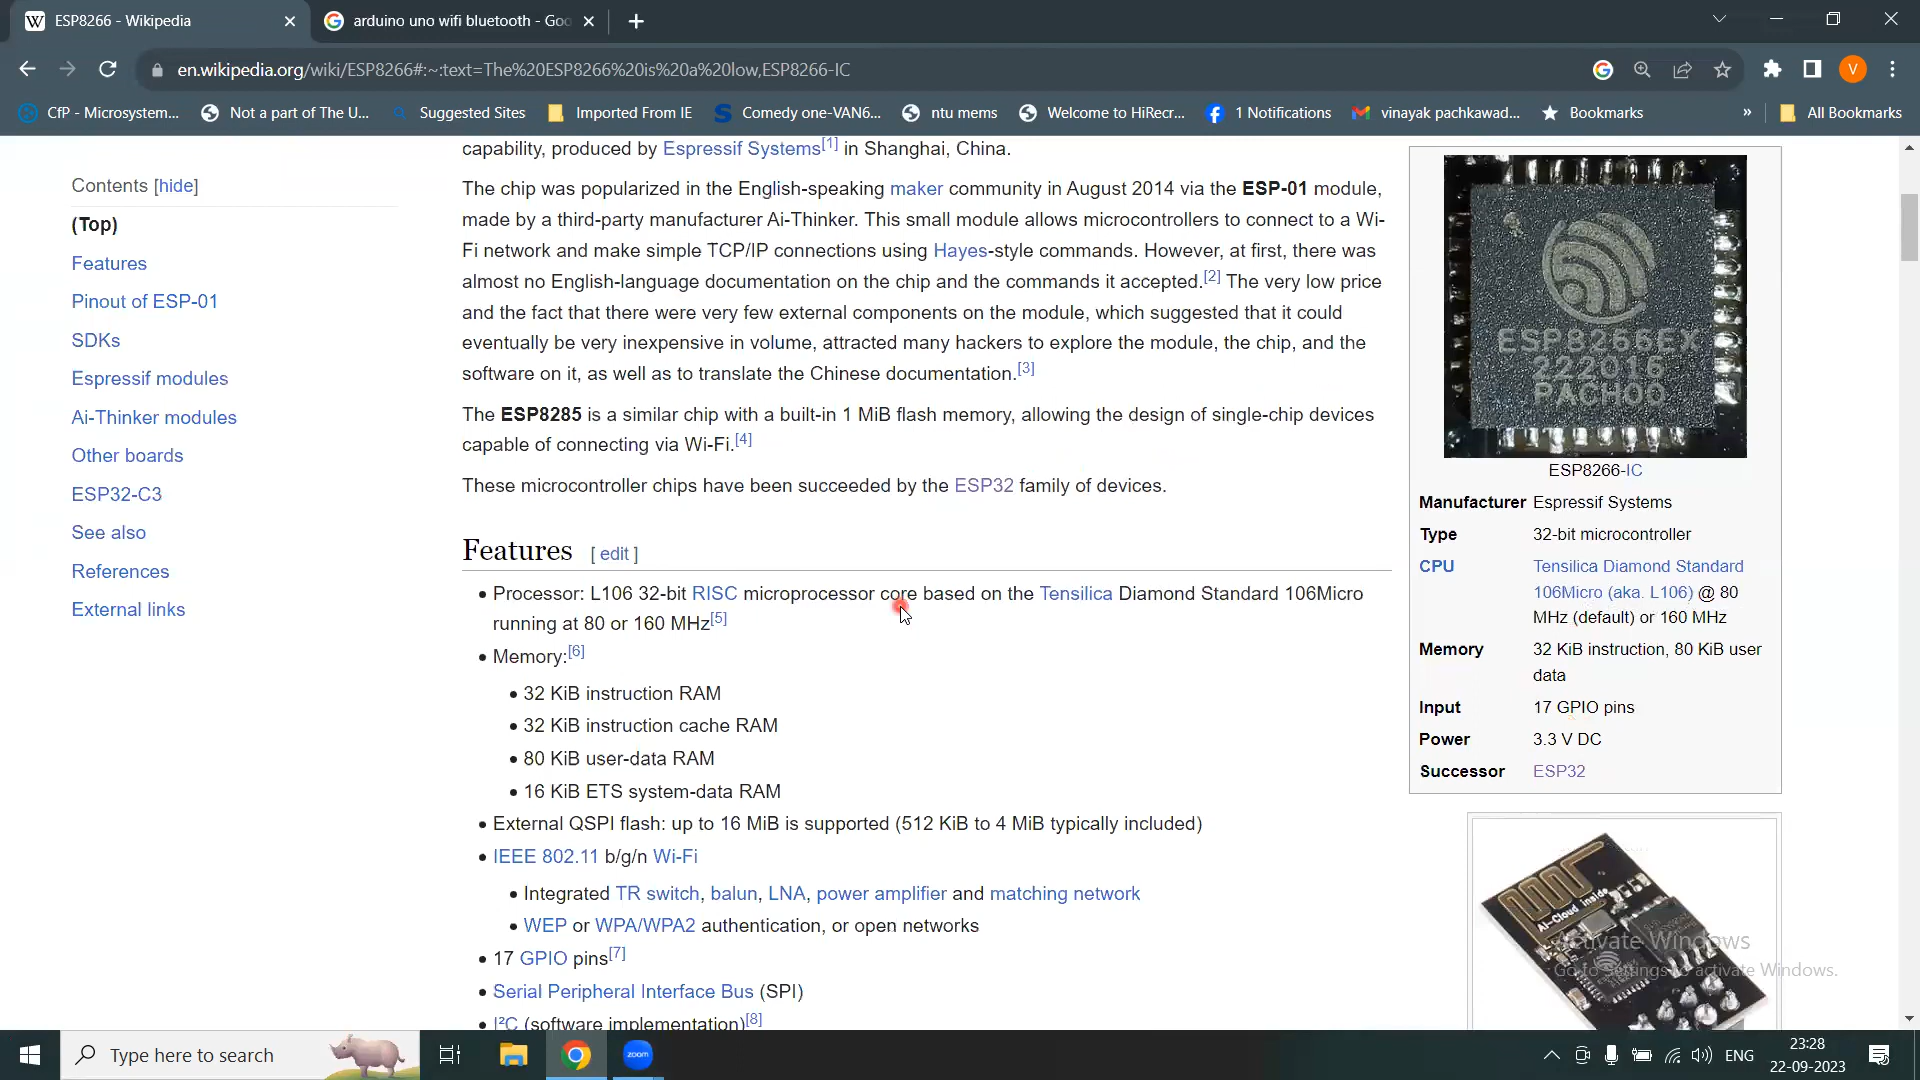 ESP8266 - Wikipedia
arduino uno wifi bluetooth - Goo
en.wikipedia.org/wiki/ESP8266#:~:text=The%20ESP8266%20is%20a%20low,ESP8266-IC
V
CfP - Microsystem...
Not a part of The U...
Suggested Sites
Imported From IE
Comedy one-VAN6...
ntu mems
Welcome to HiRecr...
1 Notifications
vinayak pachkawad...
Bookmarks
»
All Bookmarks
Contents [hide]
(Top)
Features
Pinout of ESP-01
SDKs
Espressif modules
Ai-Thinker modules
Other boards
ESP32-C3
See also
References
External links
capability, produced by Espressif Systems[1] in Shanghai, China.
The chip was popularized in the English-speaking maker community in August 2014 via the ESP-01 module,
made by a third-party manufacturer Ai-Thinker. This small module allows microcontrollers to connect to a Wi-
Fi network and make simple TCP/IP connections using Hayes-style commands. However, at first, there was
almost no English-language documentation on the chip and the commands it accepted.[2] The very low price
and the fact that there were very few external components on the module, which suggested that it could
eventually be very inexpensive in volume, attracted many hackers to explore the module, the chip, and the
software on it, as well as to translate the Chinese documentation.[3]
The ESP8285 is a similar chip with a built-in 1 MiB flash memory, allowing the design of single-chip devices
capable of connecting via Wi-Fi.[4]
These microcontroller chips have been succeeded by the ESP32 family of devices.
Features [ edit ]
• Processor: L106 32-bit RISC microprocessor core based on the Tensilica Diamond Standard 106Micro
running at 80 or 160 MHz[5]
• Memory:[6]
• 32 KiB instruction RAM
• 32 KiB instruction cache RAM
• 80 KiB user-data RAM
• 16 KiB ETS system-data RAM
• External QSPI flash: up to 16 MiB is supported (512 KiB to 4 MiB typically included)
• IEEE 802.11 b/g/n Wi-Fi
• Integrated TR switch, balun, LNA, power amplifier and matching network
• WEP or WPA/WPA2 authentication, or open networks
• 17 GPIO pins[7]
• Serial Peripheral Interface Bus (SPI)
• I²C (software implementation)[8]
ESP8266EX
222016
PACH00
ESP8266-IC
Manufacturer Espressif Systems
Type 32-bit microcontroller
CPU Tensilica Diamond Standard
106Micro (aka. L106) @ 80
MHz (default) or 160 MHz
Memory 32 KiB instruction, 80 KiB user
data
Input 17 GPIO pins
Power 3.3 V DC
Successor ESP32
AI-Cloud inside
Activate Windows
Go to Settings to activate Windows.
Type here to search
zoom
ENG
23:28
22-09-2023